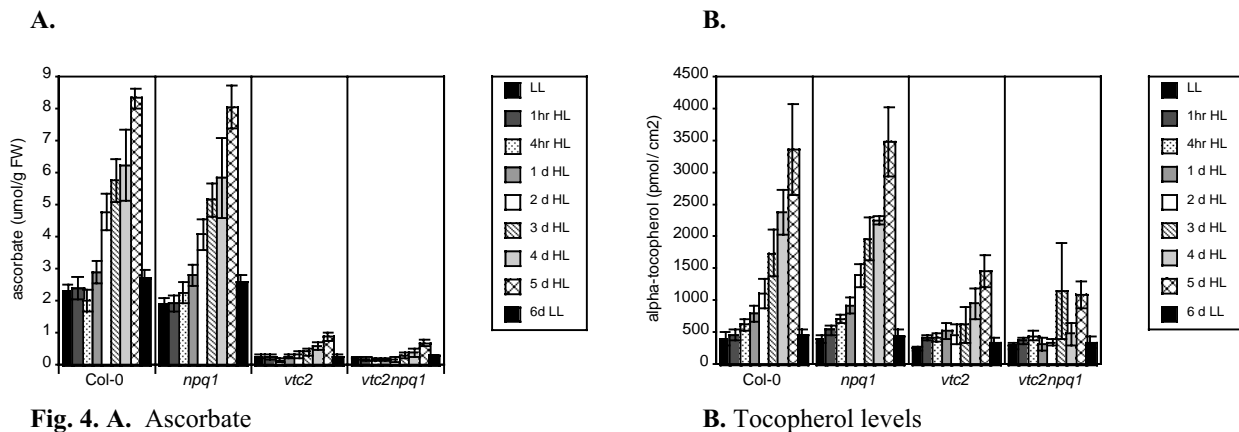 A.
B.
ascorbate (umol/g FW)
9
8
7
6
5
4
3
2
1
0
Col-0
npq1
vtc2
vtc2npq1
LL
1hr HL
4hr HL
1 d HL
2 d HL
3 d HL
4 d HL
5 d HL
6d LL
alpha-tocopherol (pmol/ cm2)
4500
4000
3500
3000
2500
2000
1500
1000
500
0
Col-0
npq1
vtc2
vtc2npq1
LL
1hr HL
4hr HL
1 d HL
2 d HL
3 d HL
4 d HL
5 d HL
6d LL
Fig. 4. A. Ascorbate
B. Tocopherol levels